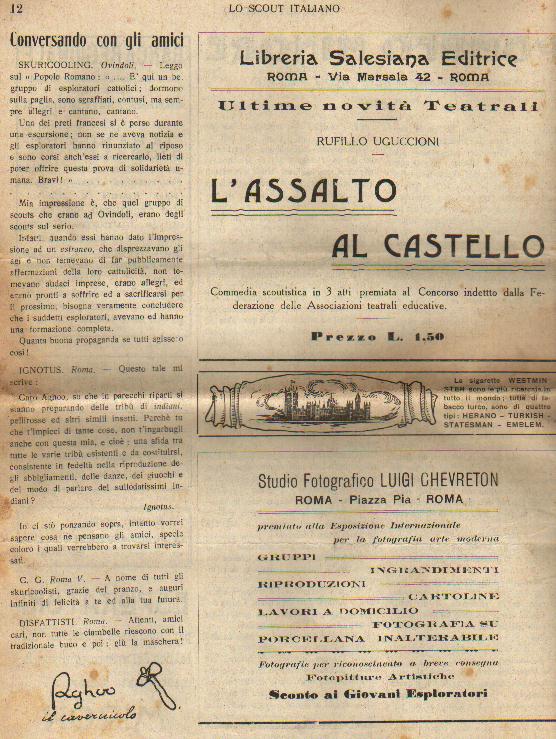 12
LO SCOUT ITALIANO
Conversando con gli amici
SKURICOOLING. Ovindoli. — Leggo
sul « Popolo Romano: « .... E' qui un bel
gruppo di esploratori cattolici; dormono
sulla paglia, sono sgraffiati, contusi, ma sem-
pre allegri e cantano, cantano.
Uno dei preti francesi si è perso durante
una escursione; non se ne aveva notizia e
gli esploratori hanno rinunziato al riposo
e sono corsi anch'essi a ricercarlo, lieti di
poter offrire questa prova di solidarietà u-
mana. Bravi! »
Mia impressione è, che quel gruppo di
scouts che erano ad Ovindoli, erano degli
scouts sul serio.
Infatti, quando essi hanno dato l'impres-
sione ad un estraneo, che disprezzavano gli
agi e non temevano di far pubblicamente
affermazioni della loro cattolicità, non te-
mevano audaci imprese, erano allegri, ed
erano pronti a soffrire ed a sacrificarsi per
il prossimo, bisogna veramente concludere
che i suddetti esploratori, avevano ed hanno
una formazione completa.
Quanta buona propaganda se tutti agissero
così!
IGNOTUS. Roma. — Questo tale mi
scrive:
Caro Aghoo, so che in parecchi riparti si
stanno preparando delle tribù di indiani,
pellirosse ed altri simili insetti. Perchè tu
che t'impicci di tante cose, non t'ingarbugli
anche con questa mia, e cioè: una sfida tra
tutte le varie tribù esistenti e da costituirsi,
consistente in fedeltà nella riproduzione de-
gli abbigliamenti, delle danze, dei giuochi e
del modo di parlare dei sullodatissimi in-
diani?
Ignotus.
Io ci stò ponzando sopra, intanto vorrei
sapere cosa ne pensano gli amici, specie
coloro i quali verrebbero a trovarsi interes-
sati.
C. G. Roma V. — A nome di tutti gli
skuricoolisti, grazie del pranzo, e auguri
infiniti di felicità a te ed alla tua futura.
DISFATTISTI. Roma. — Attenti, amici
cari, non tutte le ciambelle riescono con il
tradizionale buco e poi: giù la maschera!
Aghoo
il cavernicolo
Libreria Salesiana Editrice
ROMA - Via Marsala 42 - ROMA
Ultime novità Teatrali
RUFILLO UGUCCIONI
L'ASSALTO
AL CASTELLO
Commedia scoutistica in 3 atti premiata al Concorso indettto dalla Fe-
derazione delle Associazioni teatrali educative.
Prezzo L. 1,50
Le sigarette WESTMIN
STER sono le più ricercate in
tutto il mondo; tutte di ta-
bacco turco, sono di quattro
tipi: HERANO - TURKISH -
STATESMAN - EMBLEM.
Studio Fotografico LUIGI CHEVRETON
ROMA - Piazza Pia - ROMA
premiato alla Esposizione Internazionale
per la fotografia arte moderna
GRUPPI
INGRANDIMENTI
RIPRODUZIONI
CARTOLINE
LAVORI A DOMICILIO
FOTOGRAFIA SU
PORCELLANA INALTERABILE
Fotografie per riconoscimento a breve consegna
Fotopitture Artistiche
Sconto ai Giovani Esploratori